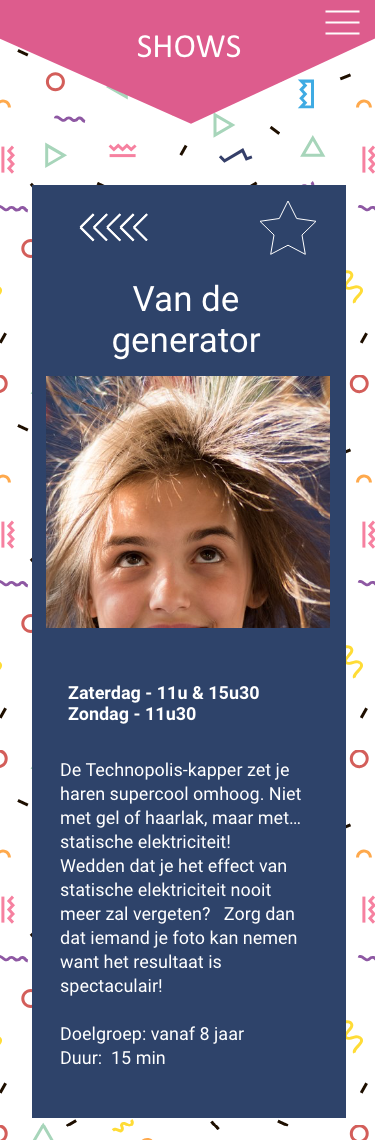 SHOWS
Van de
generator
Zaterdag - 11u & 15u30
Zondag - 11u30
De Technopolis-kapper zet je
haren supercool omhoog. Niet
met gel of haarlak, maar met...
statische elektriciteit!
Wedden dat je het effect van
statische elektriciteit nooit
meer zal vergeten?   Zorg dan
dat iemand je foto kan nemen
want het resultaat is
spectaculair!
Doelgroep: vanaf 8 jaar
Duur:  15 min